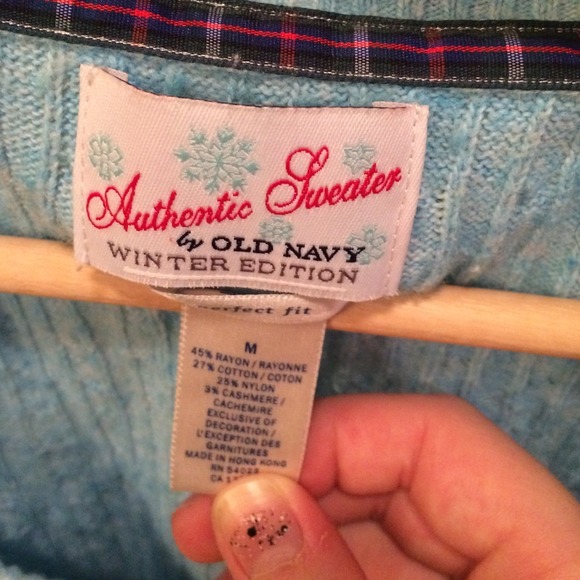 Authentic Sweater
by OLD NAVY
WINTER EDITION
fit
M
45% RAYON / RAYONNE
27% COTTON / COTON
25% NYLON
3% CASHMERE /
CACHEMIRE
EXCLUSIVE OF
DECORATION /
L'EXCEPTION DES
GARNITURES
MADE IN HONG KONG
RN 54023
CA